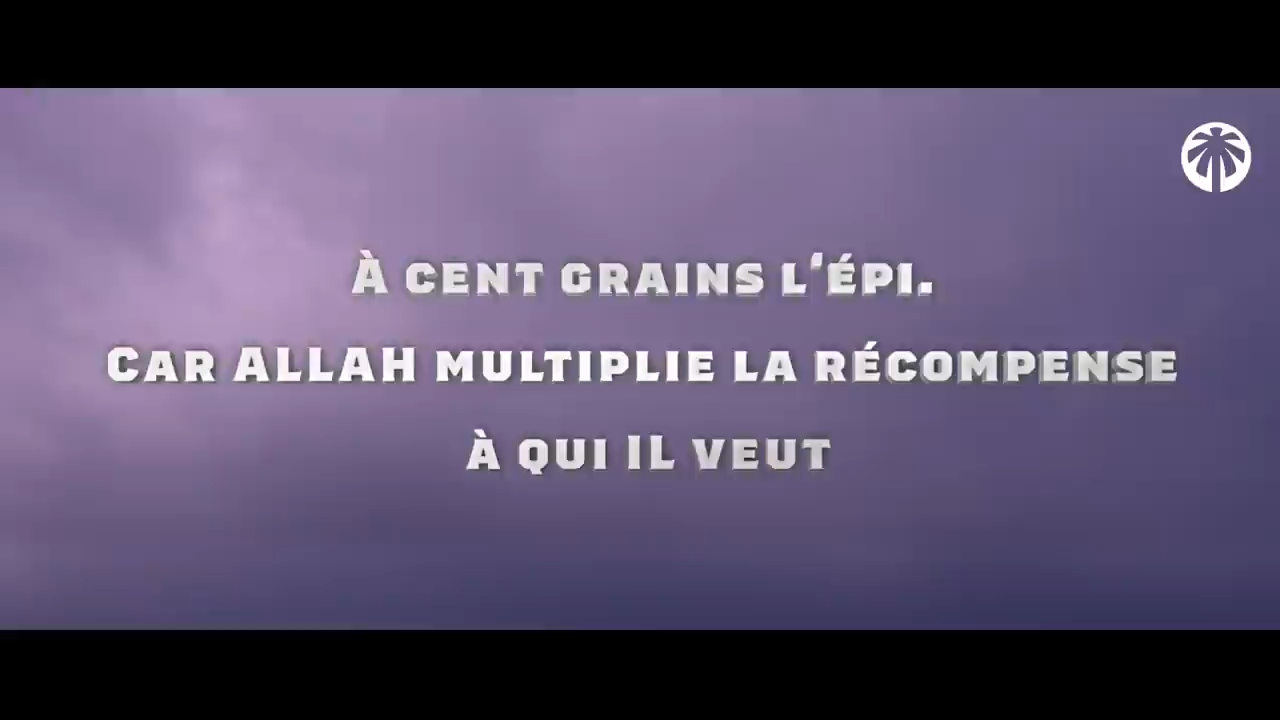 À cent grains l'épi.
Car ALLAH multiplie la récompense
à qui IL veut